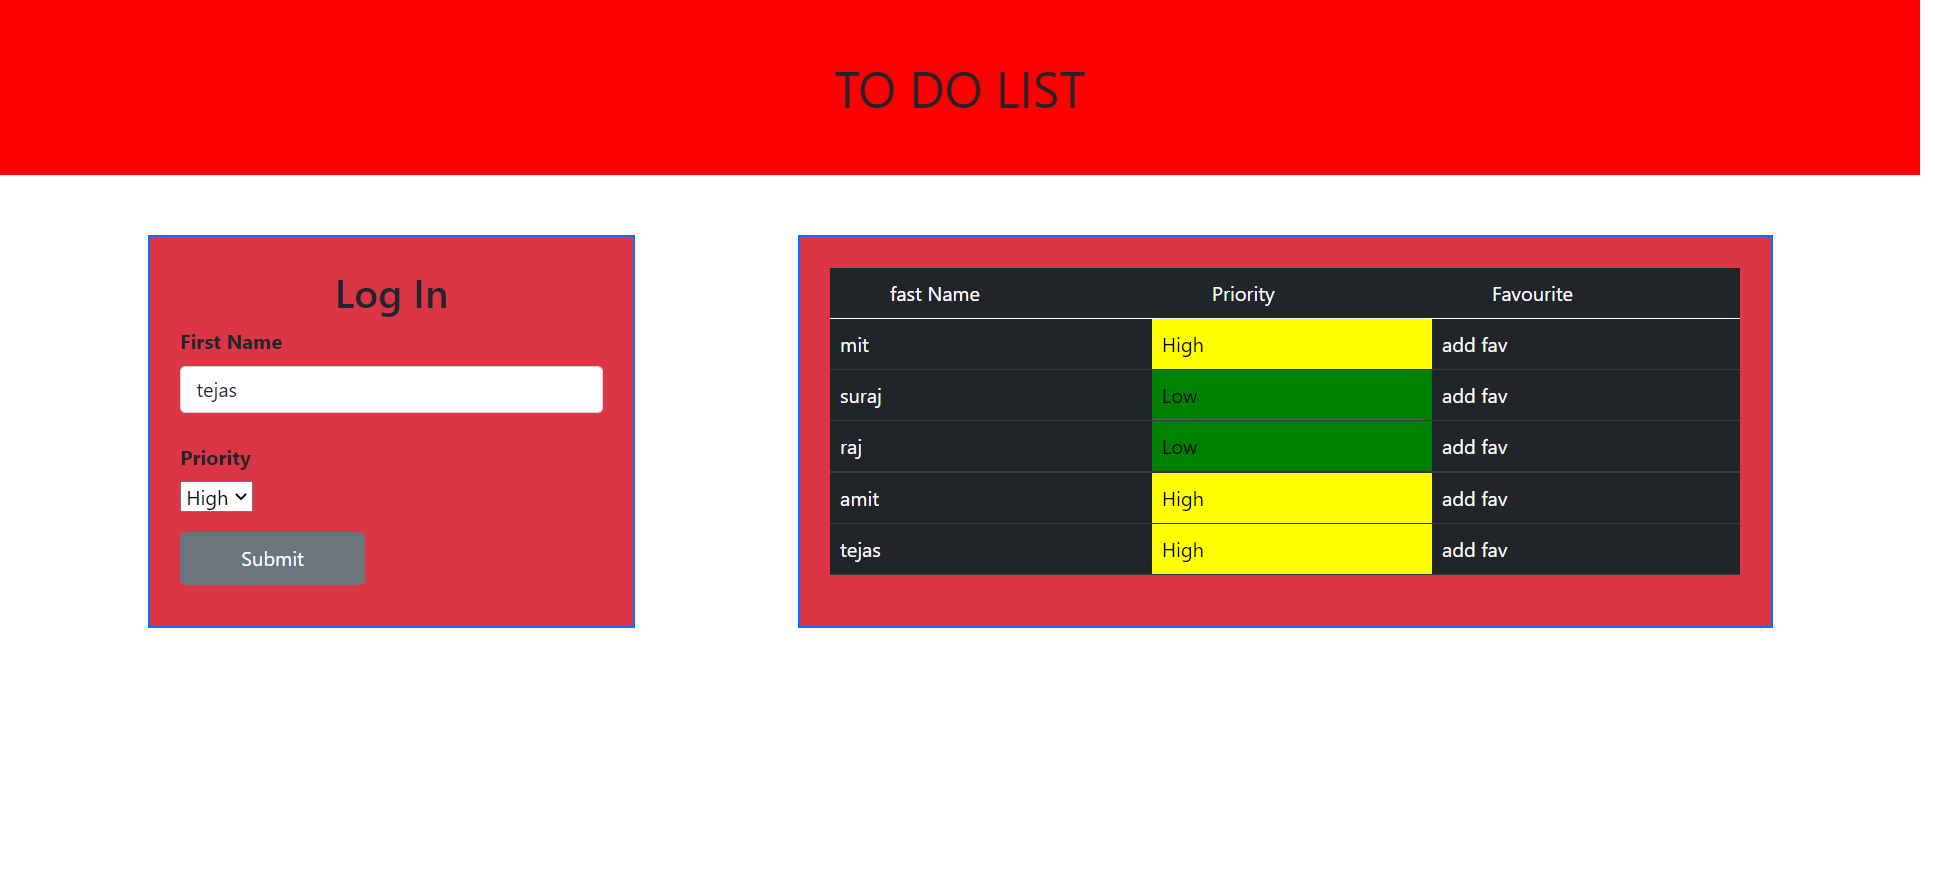 TO DO LIST
Log In
First Name
tejas
Priority
High
Submit
fast Name Priority Favourite
mit High add fav
suraj Low add fav
raj Low add fav
amit High add fav
tejas High add fav